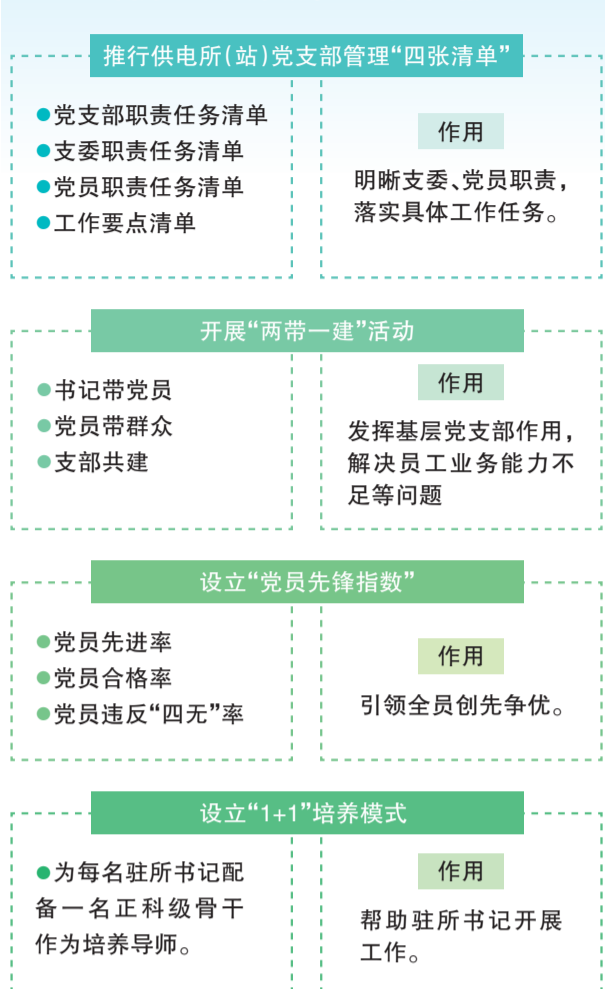 推行供电所(站)党支部管理“四张清单”
●党支部职责任务清单
●支委职责任务清单
●党员职责任务清单
●工作要点清单
作用
明晰支委、党员职责，
落实具体工作任务。
开展“两带一建”活动
●书记带党员
●党员带群众
●支部共建
作用
发挥基层党支部作用，
解决员工业务能力不
足等问题
设立“党员先锋指数”
●党员先进率
●党员合格率
●党员违反“四无”率
作用
引领全员创先争优。
设立“1+1”培养模式
●为每名驻所书记配
备一名正科级骨干
作为培养导师。
作用
帮助驻所书记开展
工作。